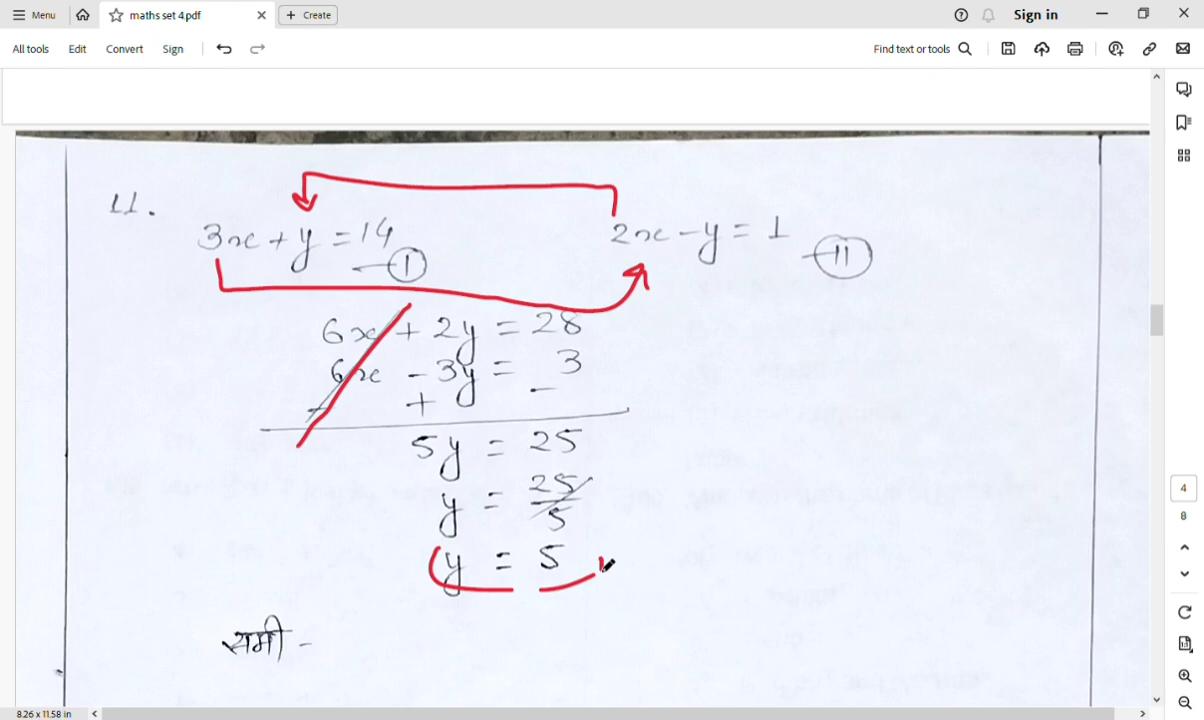 Menu maths set 4.pdf Create Sign in
All tools Edit Convert Sign Find text or tools
11.
3x + y = 14 —(I) 2x - y = 1 —(II)
6x + 2y = 28
6x - 3y = 3
- + -
5y = 25
y = 25/5
y = 5
समी -
4
8
8.26 x 11.58 in